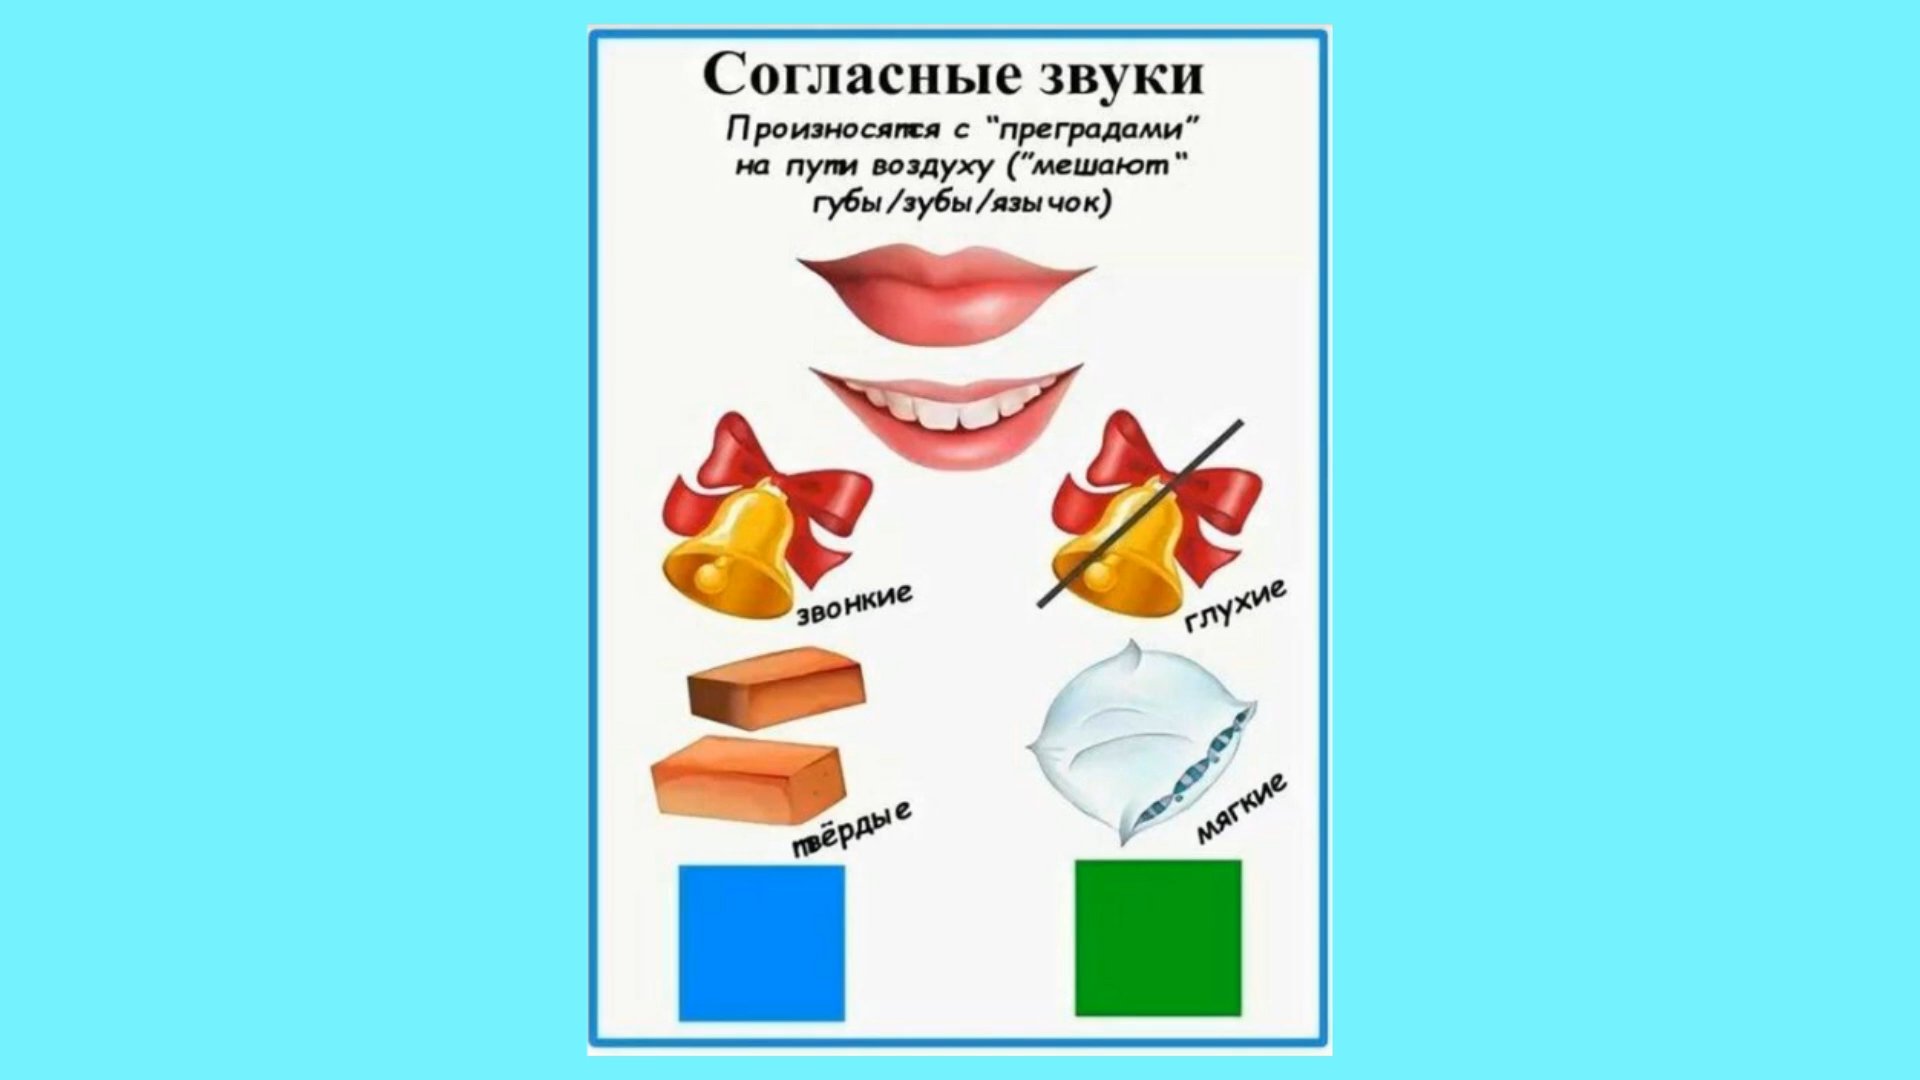 Согласные звуки
Произносятся с “преградами”
на пути воздуху (”мешают“
губы/зубы/язычок)
звонкие
глухие
твёрдые
мягкие